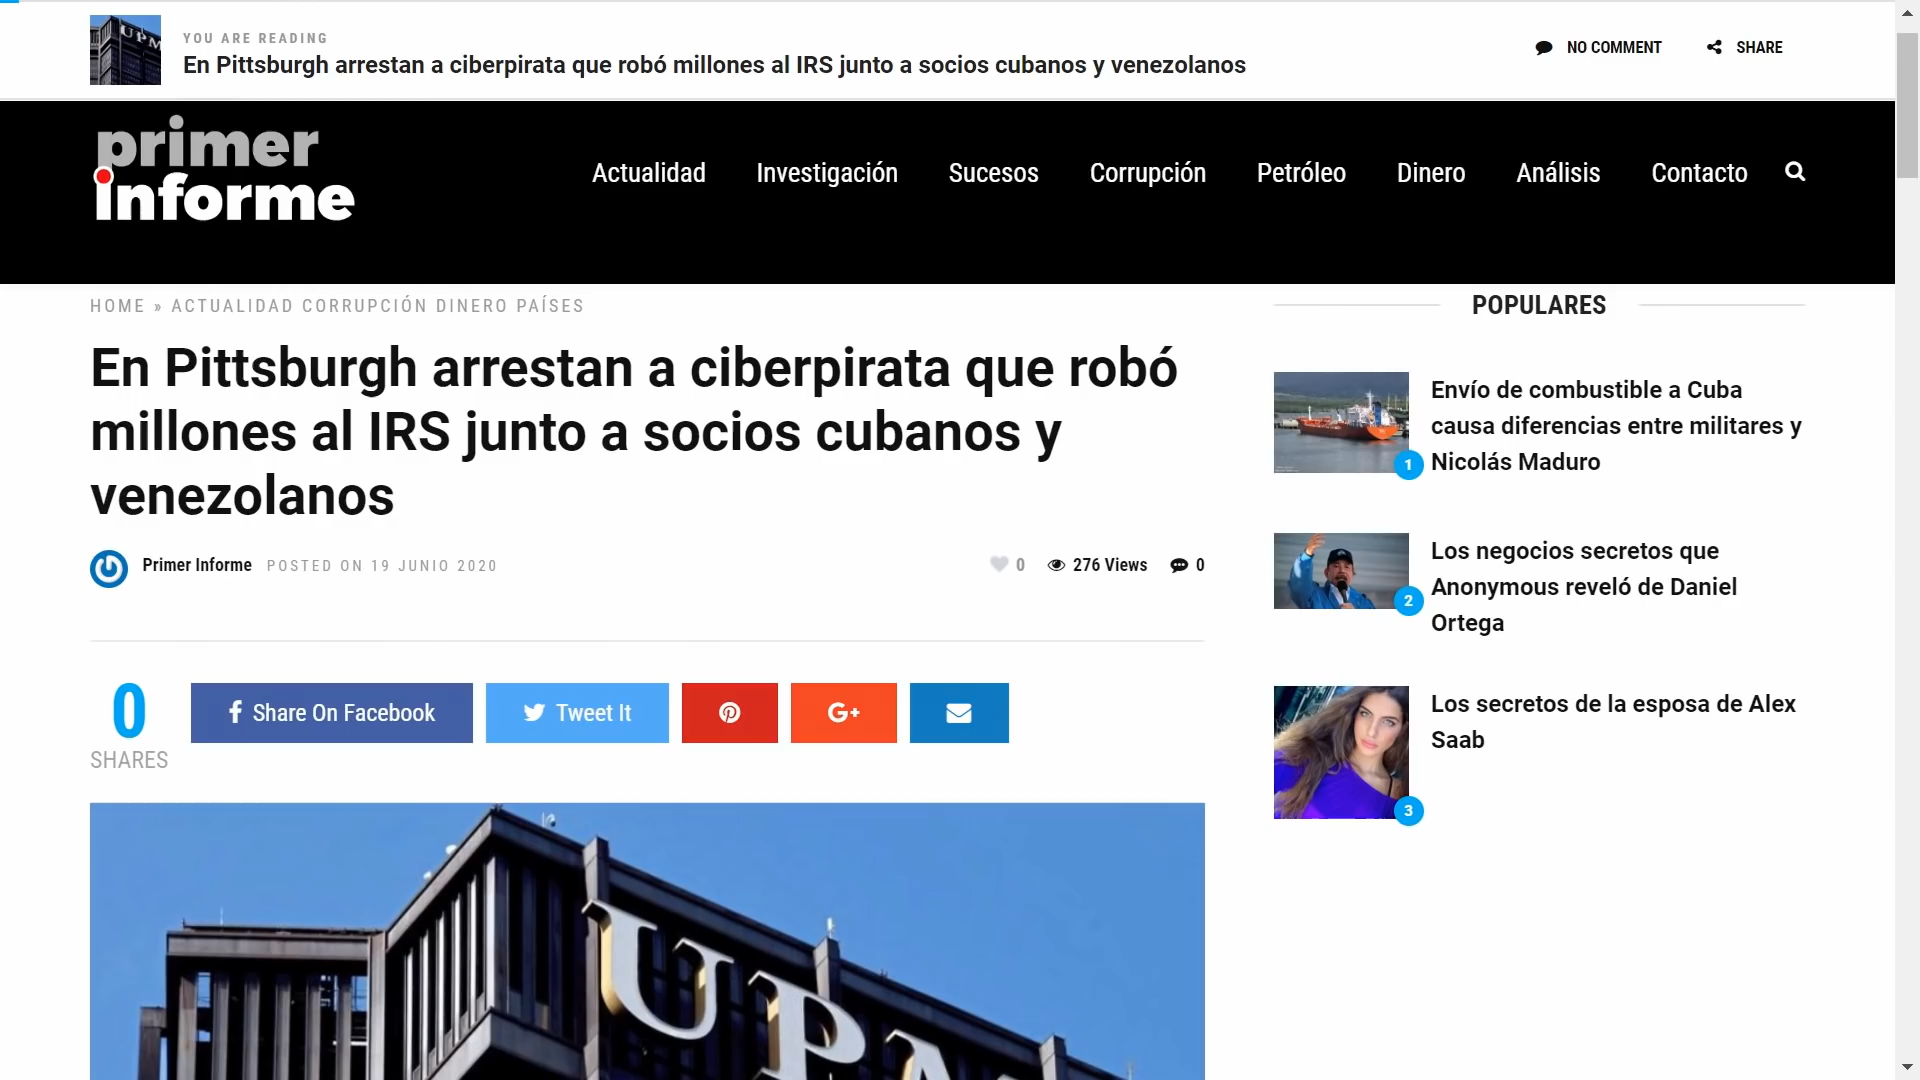 YOU ARE READING
En Pittsburgh arrestan a ciberpirata que robó millones al IRS junto a socios cubanos y venezolanos
NO COMMENT
SHARE
primer
informe
Actualidad
Investigación
Sucesos
Corrupción
Petróleo
Dinero
Análisis
Contacto
HOME » ACTUALIDAD CORRUPCIÓN DINERO PAÍSES
En Pittsburgh arrestan a ciberpirata que robó
millones al IRS junto a socios cubanos y
venezolanos
Primer Informe POSTED ON 19 JUNIO 2020
0
276 Views
0
0
SHARES
Share On Facebook
Tweet It
G+
UPM
UPM
POPULARES
Envío de combustible a Cuba
causa diferencias entre militares y
Nicolás Maduro
1
Los negocios secretos que
Anonymous reveló de Daniel
Ortega
2
Los secretos de la esposa de Alex
Saab
3